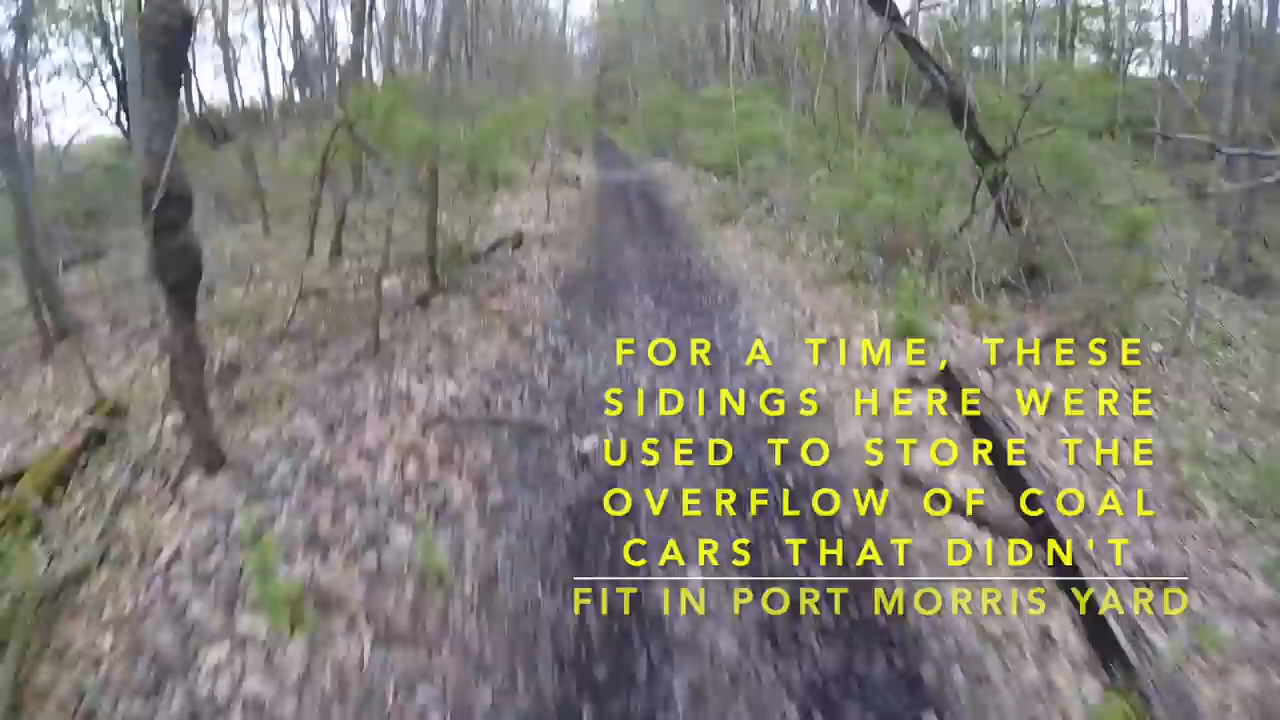 FOR A TIME, THESE
SIDINGS HERE WERE
USED TO STORE THE
OVERFLOW OF COAL
CARS THAT DIDN'T
FIT IN PORT MORRIS YARD